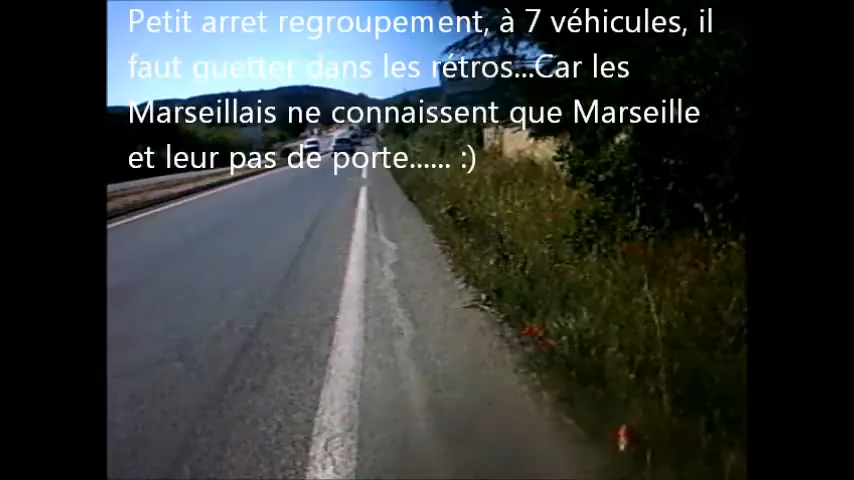 Petit arret regroupement, à 7 véhicules, il
faut guetter dans les rétros...Car les
Marseillais ne connaissent que Marseille
et leur pas de porte...... :)